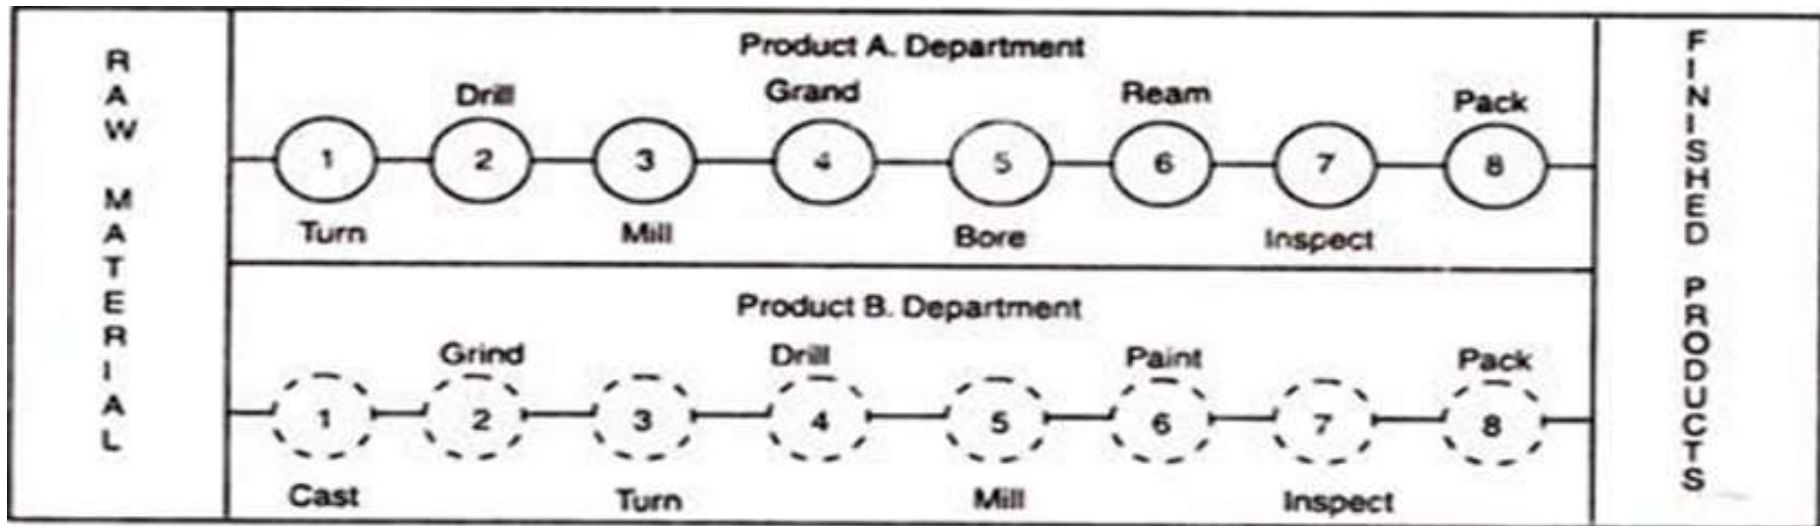 RAW MATERIAL
Product A. Department
Drill Grand Ream Pack
1 2 3 4 5 6 7 8
Turn Mill Bore Inspect
Product B. Department
Grind Drill Paint Pack
1 2 3 4 5 6 7 8
Cast Turn Mill Inspect
FINISHED PRODUCTS